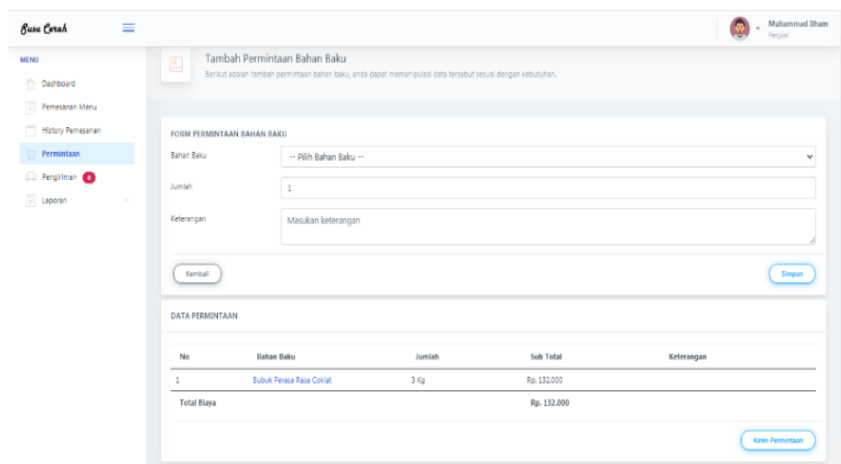 Susu Cerah
Muhammad Ilham
Penjual
MENU
Dashboard
Pemesanan Menu
History Pemesanan
Permintaan
Pengiriman
Laporan
Tambah Permintaan Bahan Baku
Berikut adalah tambah permintaan bahan baku, anda dapat memanipulasi data tersebut sesuai dengan kebutuhan.
FORM PERMINTAAN BAHAN BAKU
Bahan Baku
-- Pilih Bahan Baku --
Jumlah
1
Keterangan
Masukan keterangan
Kembali
Simpan
DATA PERMINTAAN
No Bahan Baku Jumlah Sub Total Keterangan
1 Bubuk Perasa Rasa Coklat 3 Kg Rp. 132.000
Total Biaya Rp. 132.000
Kirim Permintaan